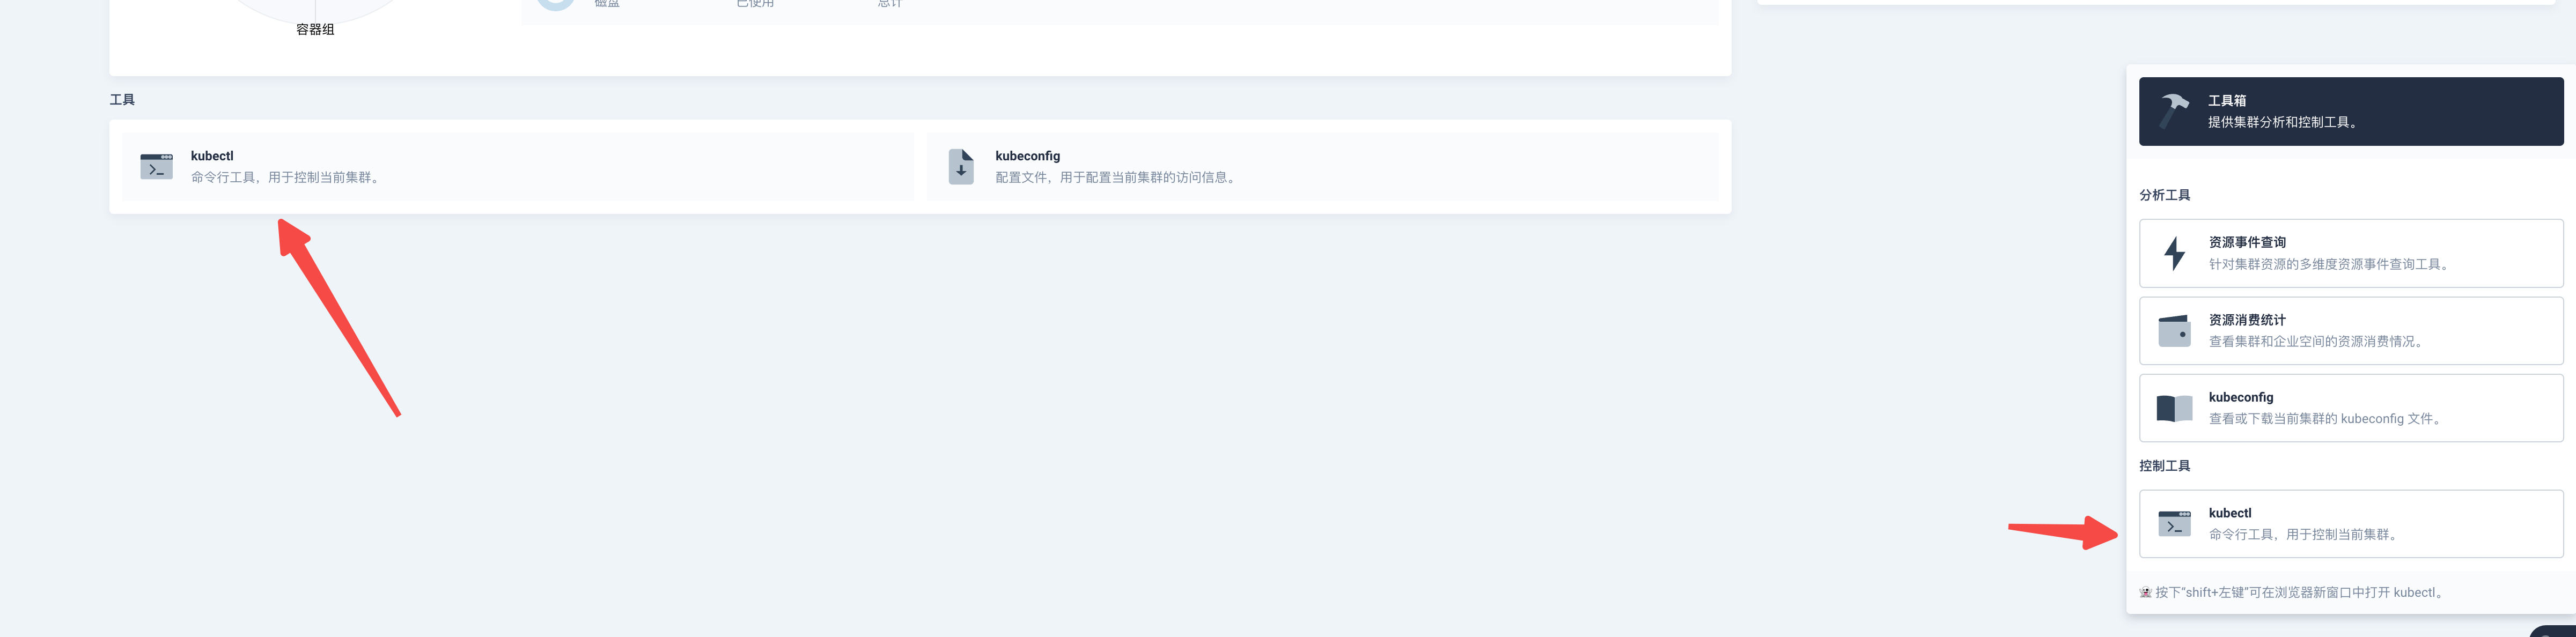 磁盘
已使用
总计
容器组
工具
kubectl
命令行工具，用于控制当前集群。
kubeconfig
配置文件，用于配置当前集群的访问信息。
工具箱
提供集群分析和控制工具。
分析工具
资源事件查询
针对集群资源的多维度资源事件查询工具。
资源消费统计
查看集群和企业空间的资源消费情况。
kubeconfig
查看或下载当前集群的 kubeconfig 文件。
控制工具
kubectl
命令行工具，用于控制当前集群。
按下“shift+左键”可在浏览器新窗口中打开 kubectl。